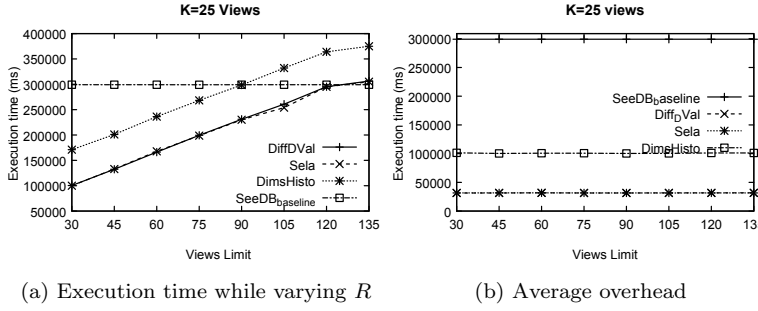 K=25 Views
Execution time (ms)
400000
350000
300000
250000
200000
150000
100000
50000
30 45 60 75 90 105 120 135
Views Limit
DiffDVal
Sela
DimsHisto
SeeDB_baseline
(a) Execution time while varying R
K=25 views
Execution time (ms)
300000
250000
200000
150000
100000
50000
0
30 45 60 75 90 105 120 13
Views Limit
SeeDB_baseline
Diff_DVal
Sela
DimsHisto
(b) Average overhead